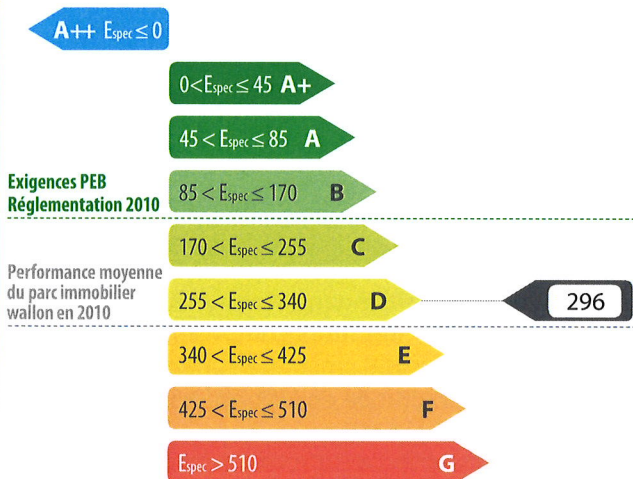 A++ Espec ≤ 0
0 < Espec ≤ 45 A+
45 < Espec ≤ 85 A
Exigences PEB
Réglementation 2010
85 < Espec ≤ 170 B
170 < Espec ≤ 255 C
Performance moyenne
du parc immobilier
wallon en 2010
255 < Espec ≤ 340 D
296
340 < Espec ≤ 425 E
425 < Espec ≤ 510 F
Espec > 510 G